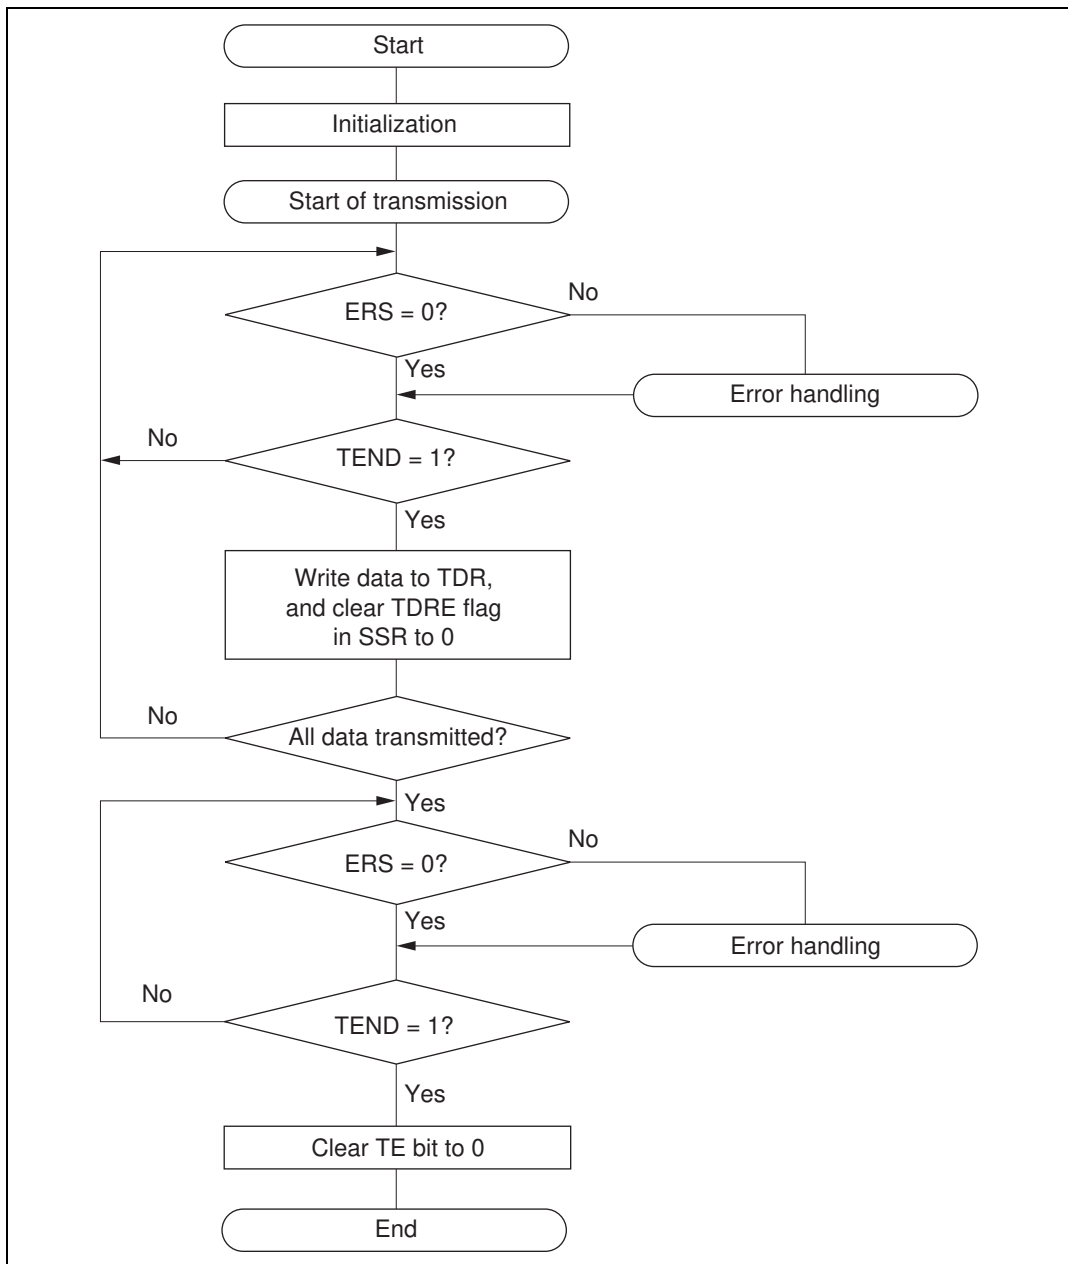 Start
Initialization
Start of transmission
ERS = 0?
No
Yes
Error handling
No
TEND = 1?
Yes
Write data to TDR,
and clear TDRE flag
in SSR to 0
No
All data transmitted?
Yes
ERS = 0?
No
Yes
Error handling
No
TEND = 1?
Yes
Clear TE bit to 0
End